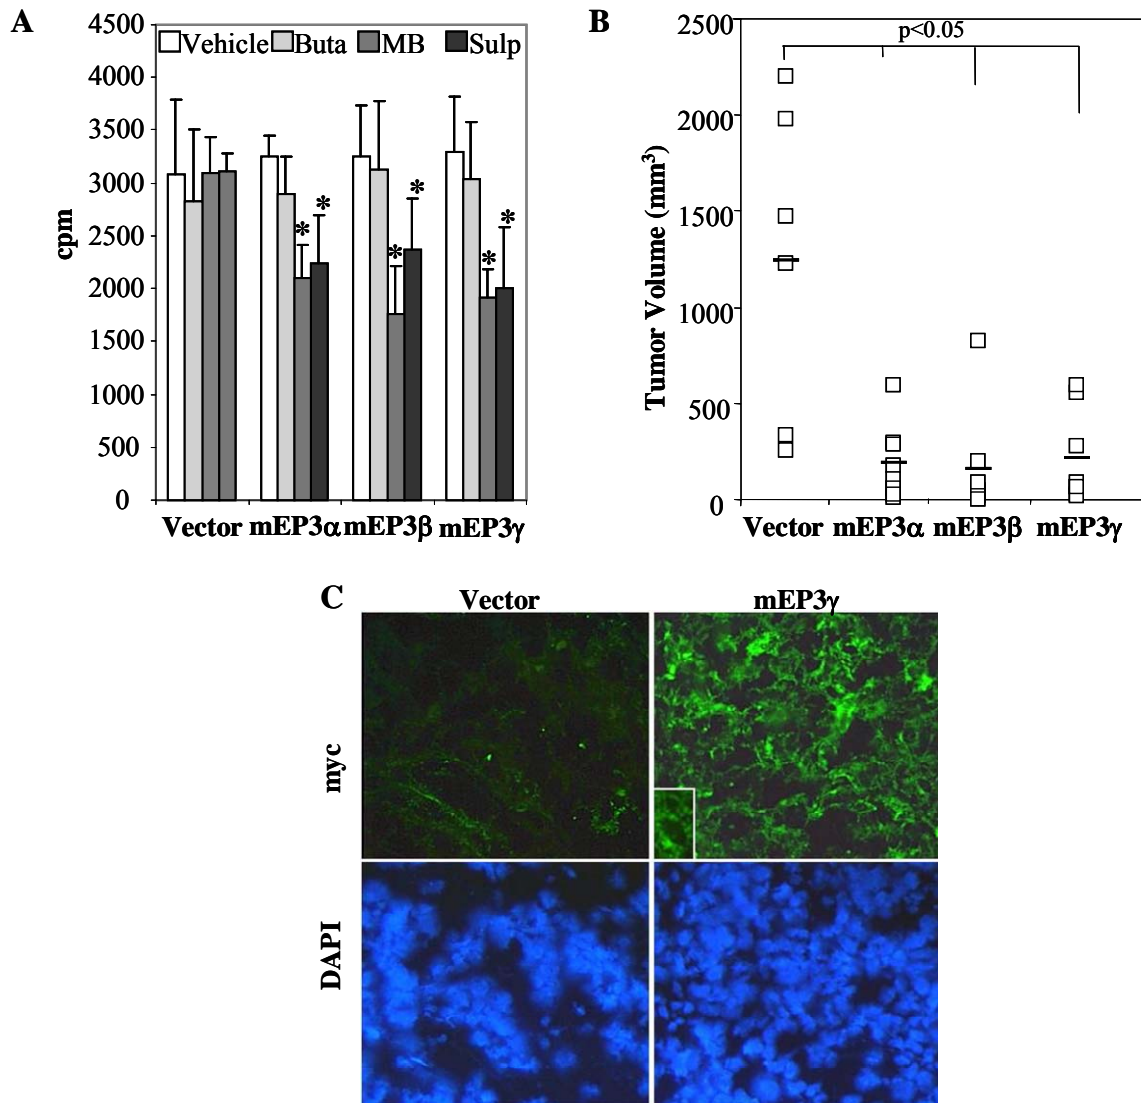 A
4500
4000
3500
3000
2500
2000
1500
1000
500
0
cpm
Vehicle Buta MB Sulp
* * * * * *
Vector mEP3α mEP3β mEP3γ
B
2500
2000
1500
1000
500
0
Tumor Volume (mm³)
p<0.05
Vector mEP3α mEP3β mEP3γ
C
Vector mEP3γ
myc
DAPI